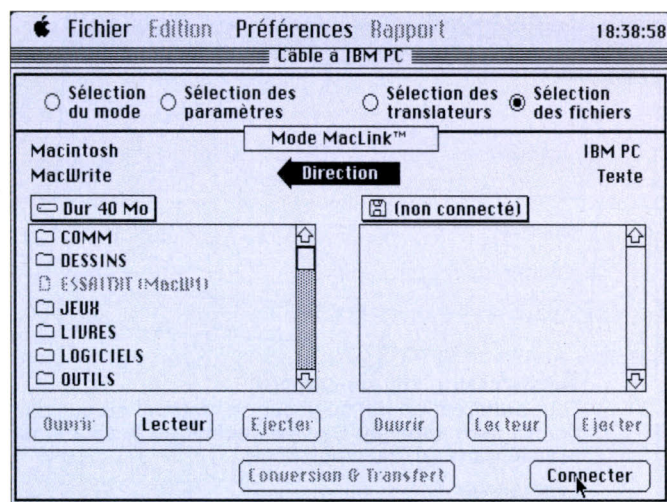 Fichier Edition Préférences Rapport 18:38:58
Câble à IBM PC
Sélection du mode
Sélection des paramètres
Sélection des translateurs
Sélection des fichiers
Mode MacLink™
Macintosh
MacWrite
Direction
IBM PC
Texte
Dur 40 Mo
(non connecté)
COMM
DESSINS
ESSAITXT (MacW1)
JEUX
LIVRES
LOGICIELS
OUTILS
Ouvrir Lecteur Ejecter Ouvrir Lecteur Ejecter
Conversion & Transfert Connecter